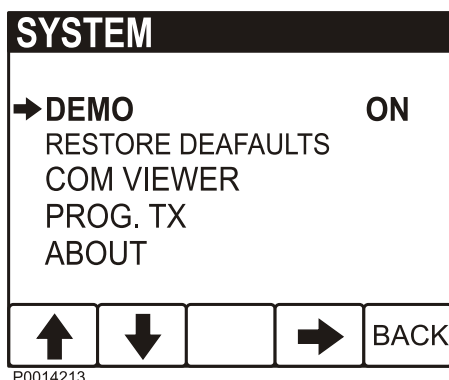 SYSTEM
DEMO ON
RESTORE DEAFAULTS
COM VIEWER
PROG. TX
ABOUT
BACK
P0014213